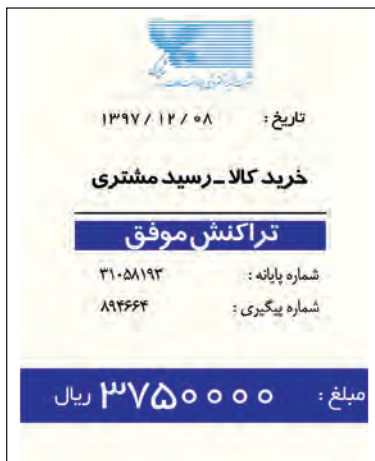 تاریخ: ۱۳۹۷/۱۲/۰۸
خرید کالا ـ رسید مشتری
تراکنش موفق
شماره پایانه: ۳۱۰۵۸۱۹۳
شماره پیگیری: ۸۹۴۶۶۴
مبلغ: ۳۷۵۰۰۰۰ ریال